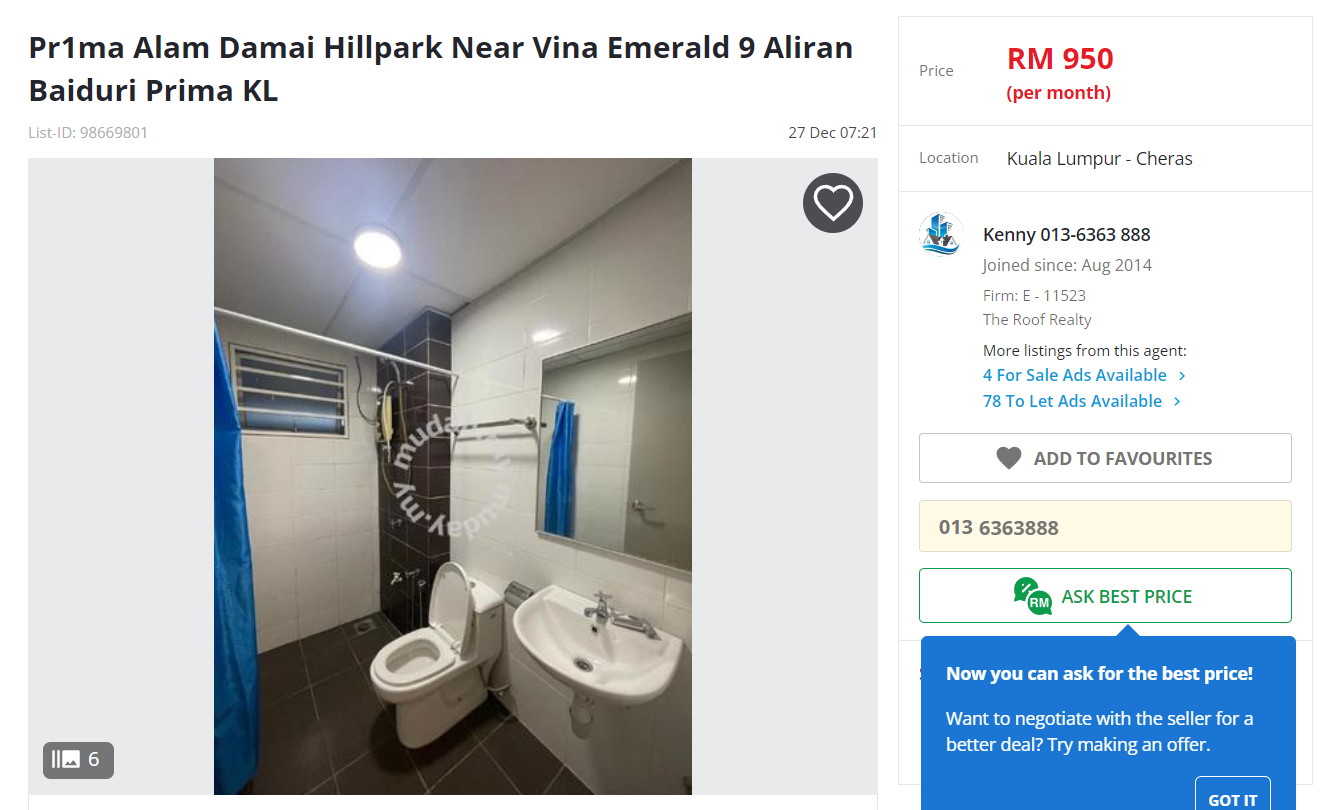 Pr1ma Alam Damai Hillpark Near Vina Emerald 9 Aliran
Baiduri Prima KL
List-ID: 98669801
27 Dec 07:21
mudah.my
mudah.my
6
Price
RM 950
(per month)
Location
Kuala Lumpur - Cheras
Kenny 013-6363 888
Joined since: Aug 2014
Firm: E - 11523
The Roof Realty
More listings from this agent:
4 For Sale Ads Available
78 To Let Ads Available
ADD TO FAVOURITES
013 6363888
RM
ASK BEST PRICE
Now you can ask for the best price!
Want to negotiate with the seller for a
better deal? Try making an offer.
GOT IT